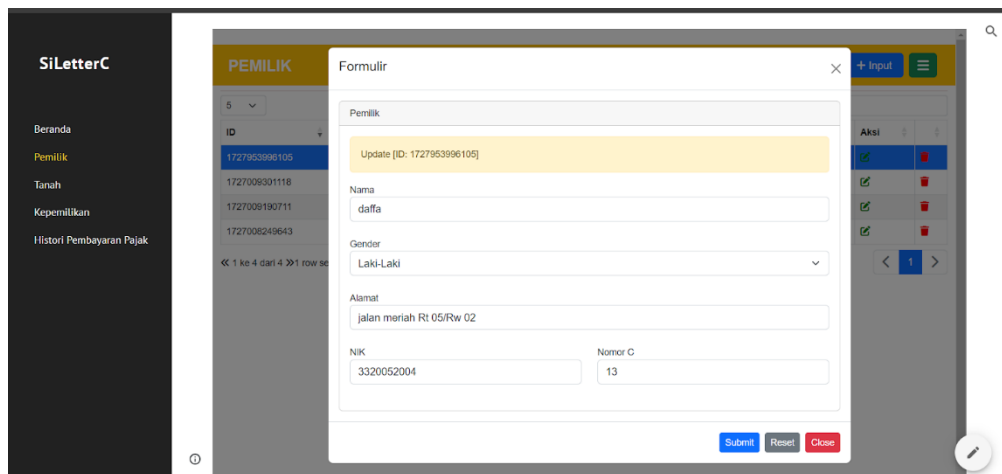 SiLetterC
Beranda
Pemilik
Tanah
Kepemilikan
Histori Pembayaran Pajak
PEMILIK
+ Input
5
ID
Aksi
1727953996105
1727009301118
1727009190711
1727008249643
1 ke 4 dari 4
1 row se
1
Formulir
Pemilik
Update [ID: 1727953996105]
Nama
daffa
Gender
Laki-Laki
Alamat
jalan meriah Rt 05/Rw 02
NIK
Nomor C
3320052004
13
Submit
Reset
Close